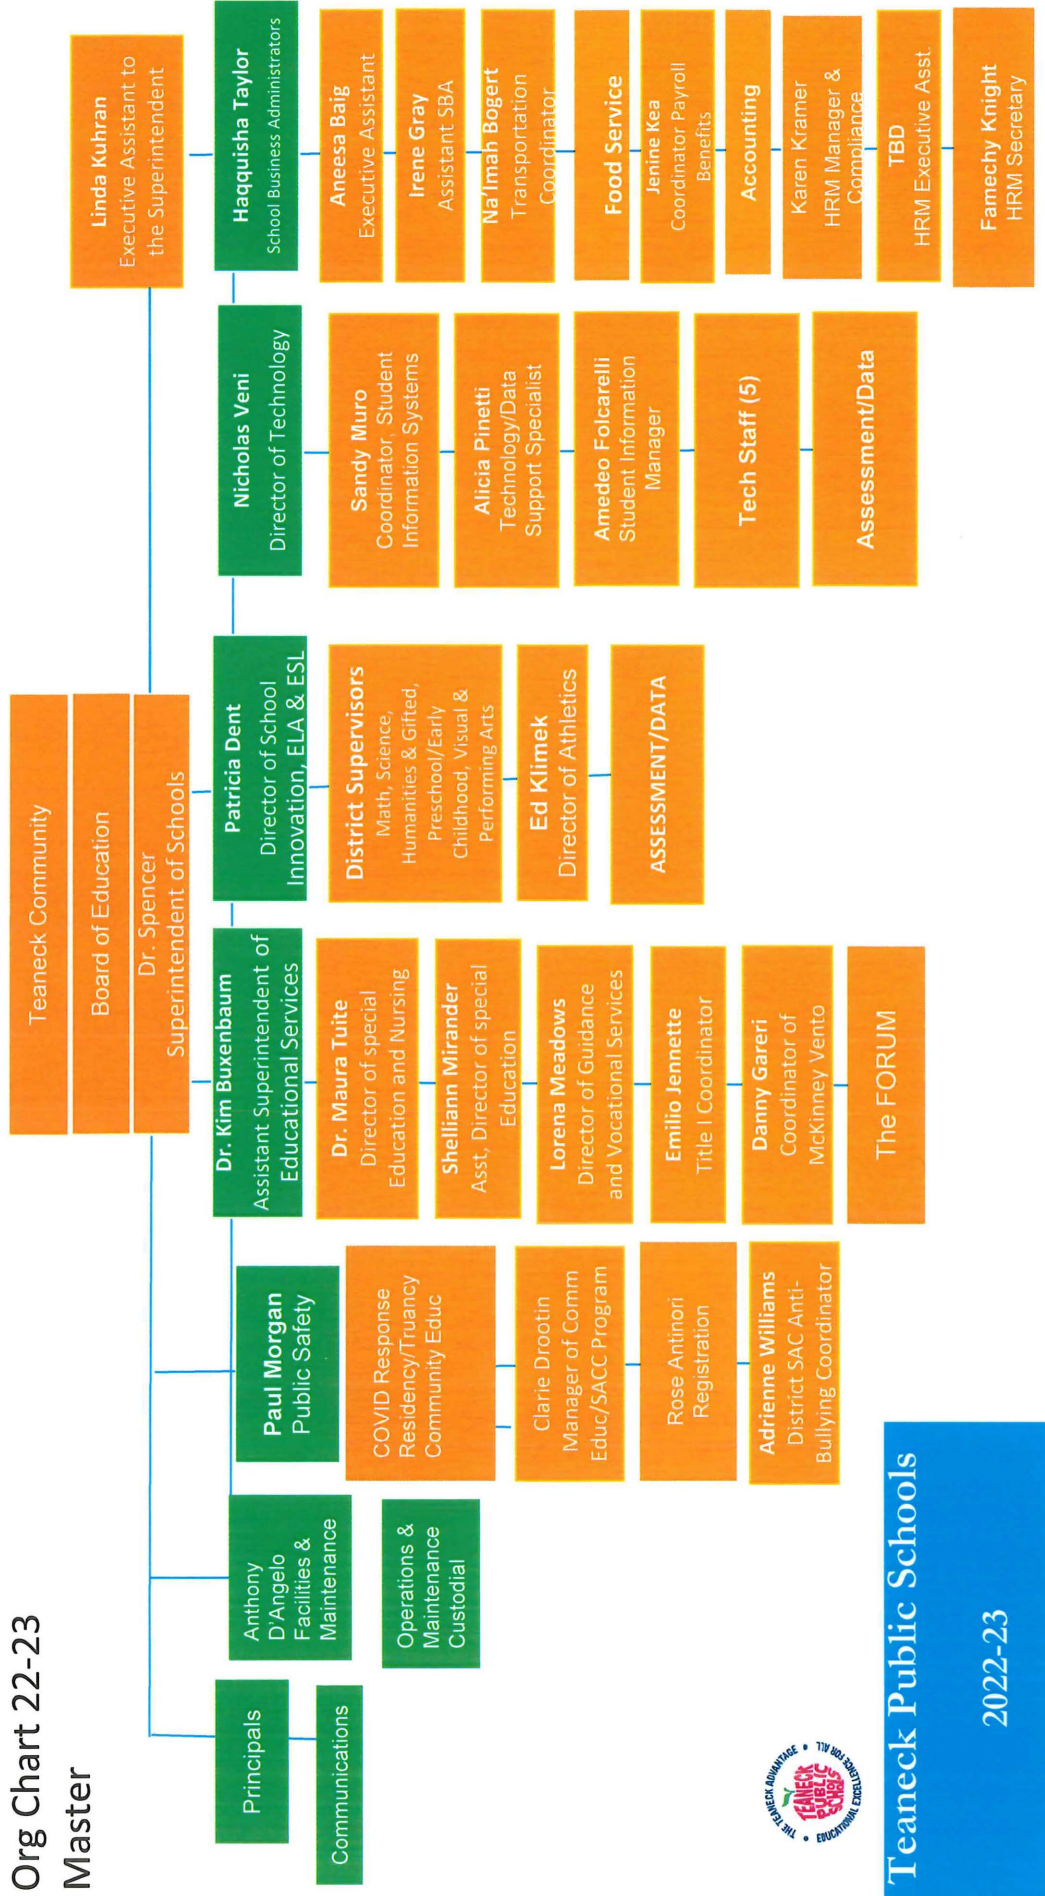 Org Chart 22-23
Master
Teaneck Community
Board of Education
Dr. Spencer
Superintendent of Schools
Linda Kuhran
Executive Assistant to
the Superintendent
Principals
Communications
Anthony
D'Angelo
Facilities &
Maintenance
Operations &
Maintenance
Custodial
Paul Morgan
Public Safety
COVID Response
Residency/Truancy
Community Educ
Clarie Drootin
Manager of Comm
Educ/SACC Program
Rose Antinori
Registration
Adrienne Williams
District SAC Anti-
Bullying Coordinator
Dr. Kim Buxenbaum
Assistant Superintendent of
Educational Services
Dr. Maura Tuite
Director of special
Education and Nursing
Shelliann Mirander
Asst, Director of special
Education
Lorena Meadows
Director of Guidance
and Vocational Services
Emilio Jennette
Title I Coordinator
Danny Gareri
Coordinator of
McKinney Vento
The FORUM
Patricia Dent
Director of School
Innovation, ELA & ESL
District Supervisors
Math, Science,
Humanities & Gifted,
Preschool/Early
Childhood, Visual &
Performing Arts
Ed Klimek
Director of Athletics
ASSESSMENT/DATA
Nicholas Veni
Director of Technology
Sandy Muro
Coordinator, Student
Information Systems
Alicia Pinetti
Technology/Data
Support Specialist
Amedeo Folcarelli
Student Information
Manager
Tech Staff (5)
Assessment/Data
Haqquisha Taylor
School Business Administrators
Aneesa Baig
Executive Assistant
Irene Gray
Assistant SBA
Na'Imah Bogert
Transportation
Coordinator
Food Service
Jenine Kea
Coordinator Payroll
Benefits
Accounting
Karen Kramer
HRM Manager &
Compliance
TBD
HRM Executive Asst.
Famechy Knight
HRM Secretary
THE TEANECK ADVANTAGE
TEANECK
PUBLIC
SCHOOLS
EDUCATIONAL EXCELLENCE FOR ALL
Teaneck Public Schools
2022-23